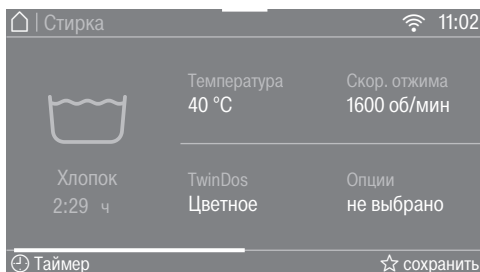 Стирка 11:02
Температура Скор. отжима
40 °C 1600 об/мин
Хлопок TwinDos Опции
2:29 ч Цветное не выбрано
Таймер сохранить